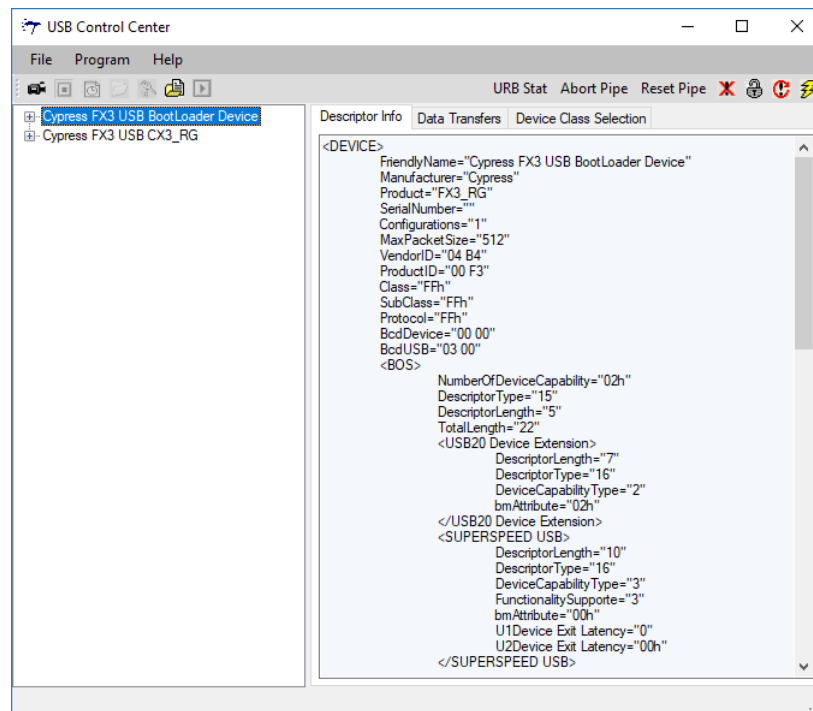 USB Control Center
File Program Help
URB Stat Abort Pipe Reset Pipe
Cypress FX3 USB BootLoader Device
Cypress FX3 USB CX3_RG
Descriptor Info Data Transfers Device Class Selection
<DEVICE>
FriendlyName="Cypress FX3 USB BootLoader Device"
Manufacturer="Cypress"
Product="FX3_RG"
SerialNumber=""
Configurations="1"
MaxPacketSize="512"
VendorID="04 B4"
ProductID="00 F3"
Class="FFh"
SubClass="FFh"
Protocol="FFh"
BcdDevice="00 00"
BcdUSB="03 00"
<BOS>
NumberOfDeviceCapability="02h"
DescriptorType="15"
DescriptorLength="5"
TotalLength="22"
<USB20 Device Extension>
DescriptorLength="7"
DescriptorType="16"
DeviceCapabilityType="2"
bmAttribute="02h"
</USB20 Device Extension>
<SUPERSPEED USB>
DescriptorLength="10"
DescriptorType="16"
DeviceCapabilityType="3"
FunctionalitySupporte="3"
bmAttribute="00h"
U1Device Exit Latency="0"
U2Device Exit Latency="00h"
</SUPERSPEED USB>